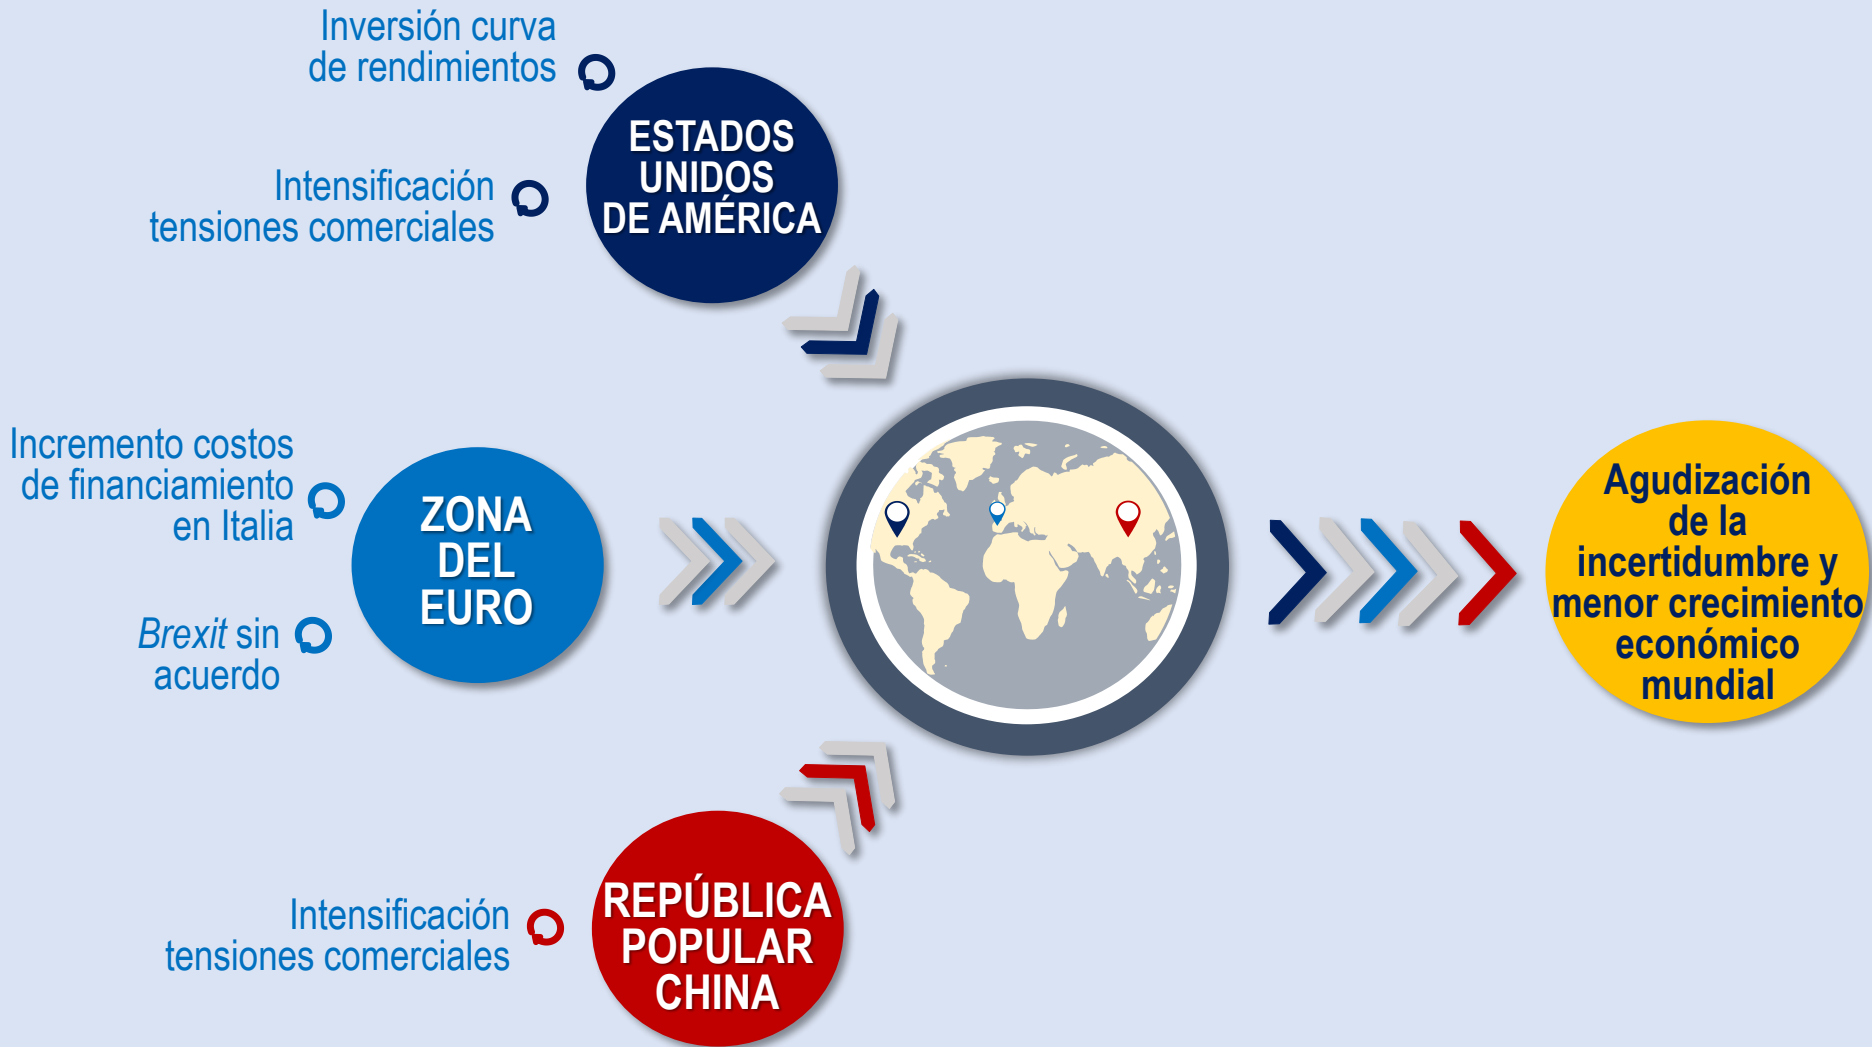 Inversión curva
de rendimientos
ESTADOS
UNIDOS
DE AMÉRICA
Intensificación
tensiones comerciales
Incremento costos
de financiamiento
en Italia
ZONA
DEL
EURO
Brexit sin
acuerdo
Agudización
de la
incertidumbre y
menor crecimiento
económico
mundial
Intensificación
tensiones comerciales
REPÚBLICA
POPULAR
CHINA